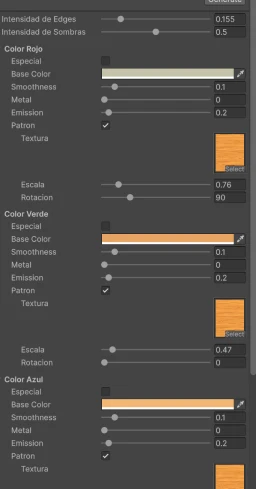 Generate
Intensidad de Edges 0.155
Intensidad de Sombras 0.5
Color Rojo
Especial
Base Color
Smoothness 0.1
Metal 0
Emission 0.2
Patron
Textura
Select
Escala 0.76
Rotacion 90
Color Verde
Especial
Base Color
Smoothness 0.1
Metal 0
Emission 0.2
Patron
Textura
Select
Escala 0.47
Rotacion 0
Color Azul
Especial
Base Color
Smoothness 0.1
Metal 0
Emission 0.2
Patron
Textura